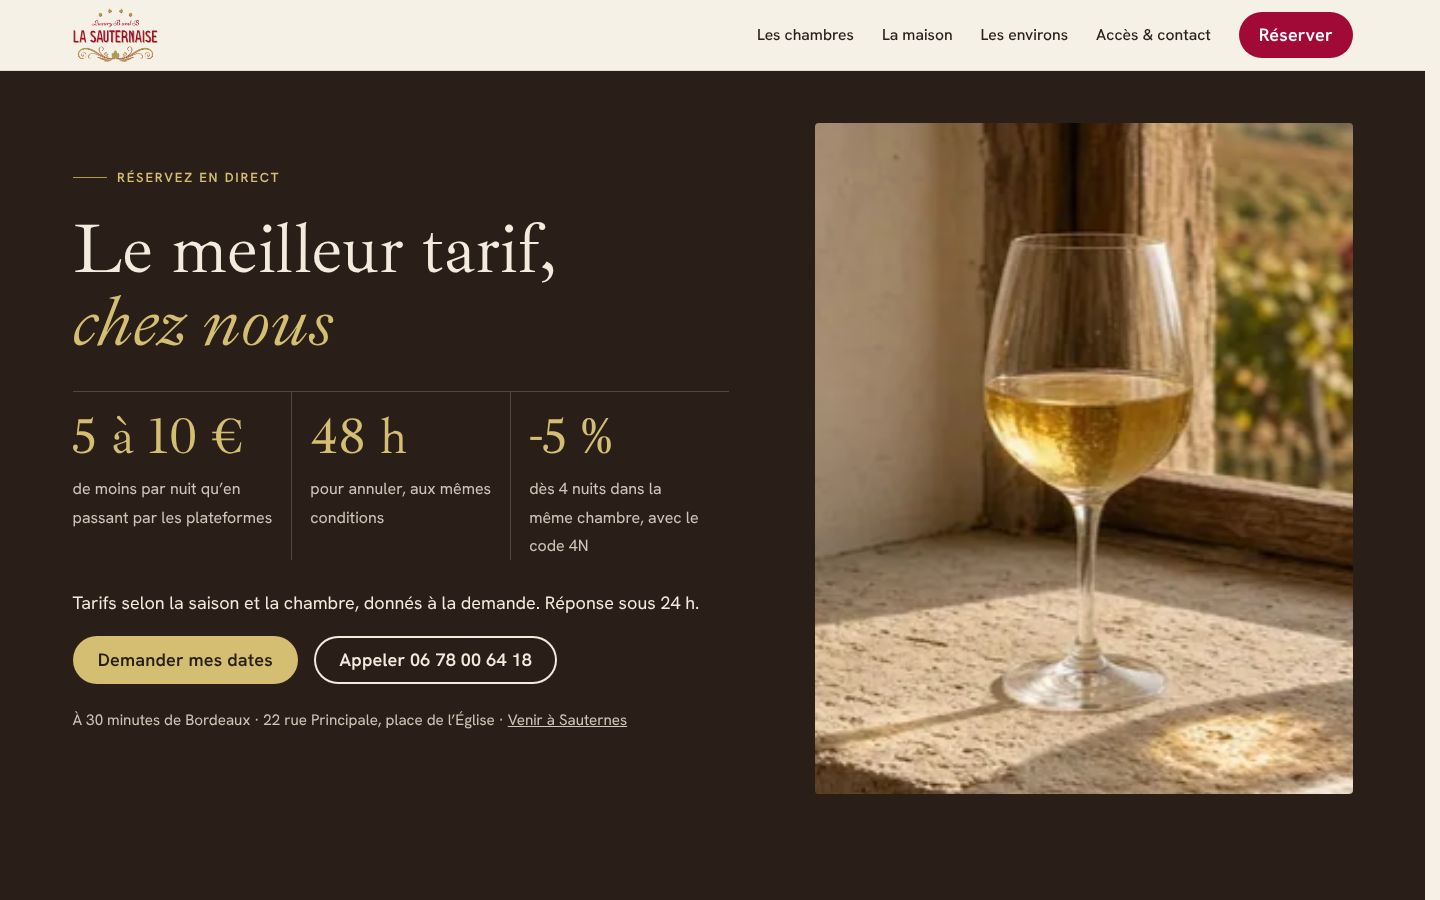 Luxury B and B
LA SAUTERNAISE
Les chambres
La maison
Les environs
Accès & contact
Réserver
RÉSERVEZ EN DIRECT
Le meilleur tarif,
chez nous
5 à 10 €
de moins par nuit qu’en
passant par les plateformes
48 h
pour annuler, aux mêmes
conditions
-5 %
dès 4 nuits dans la
même chambre, avec le
code 4N
Tarifs selon la saison et la chambre, donnés à la demande. Réponse sous 24 h.
Demander mes dates
Appeler 06 78 00 64 18
À 30 minutes de Bordeaux · 22 rue Principale, place de l’Église · Venir à Sauternes